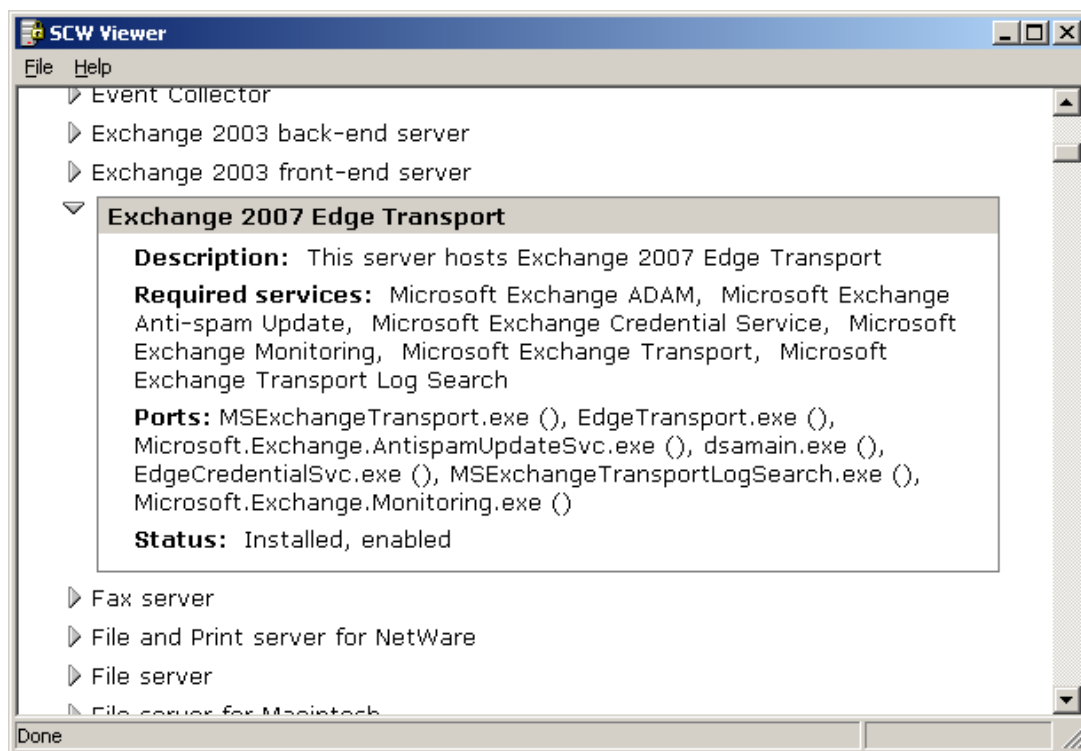 SCW Viewer
File Help
Event Collector
Exchange 2003 back-end server
Exchange 2003 front-end server
Exchange 2007 Edge Transport
Description: This server hosts Exchange 2007 Edge Transport
Required services: Microsoft Exchange ADAM, Microsoft Exchange
Anti-spam Update, Microsoft Exchange Credential Service, Microsoft
Exchange Monitoring, Microsoft Exchange Transport, Microsoft
Exchange Transport Log Search
Ports: MSExchangeTransport.exe (), EdgeTransport.exe (),
Microsoft.Exchange.AntispamUpdateSvc.exe (), dsamain.exe (),
EdgeCredentialSvc.exe (), MSExchangeTransportLogSearch.exe (),
Microsoft.Exchange.Monitoring.exe ()
Status: Installed, enabled
Fax server
File and Print server for NetWare
File server
File server for Macintosh
Done